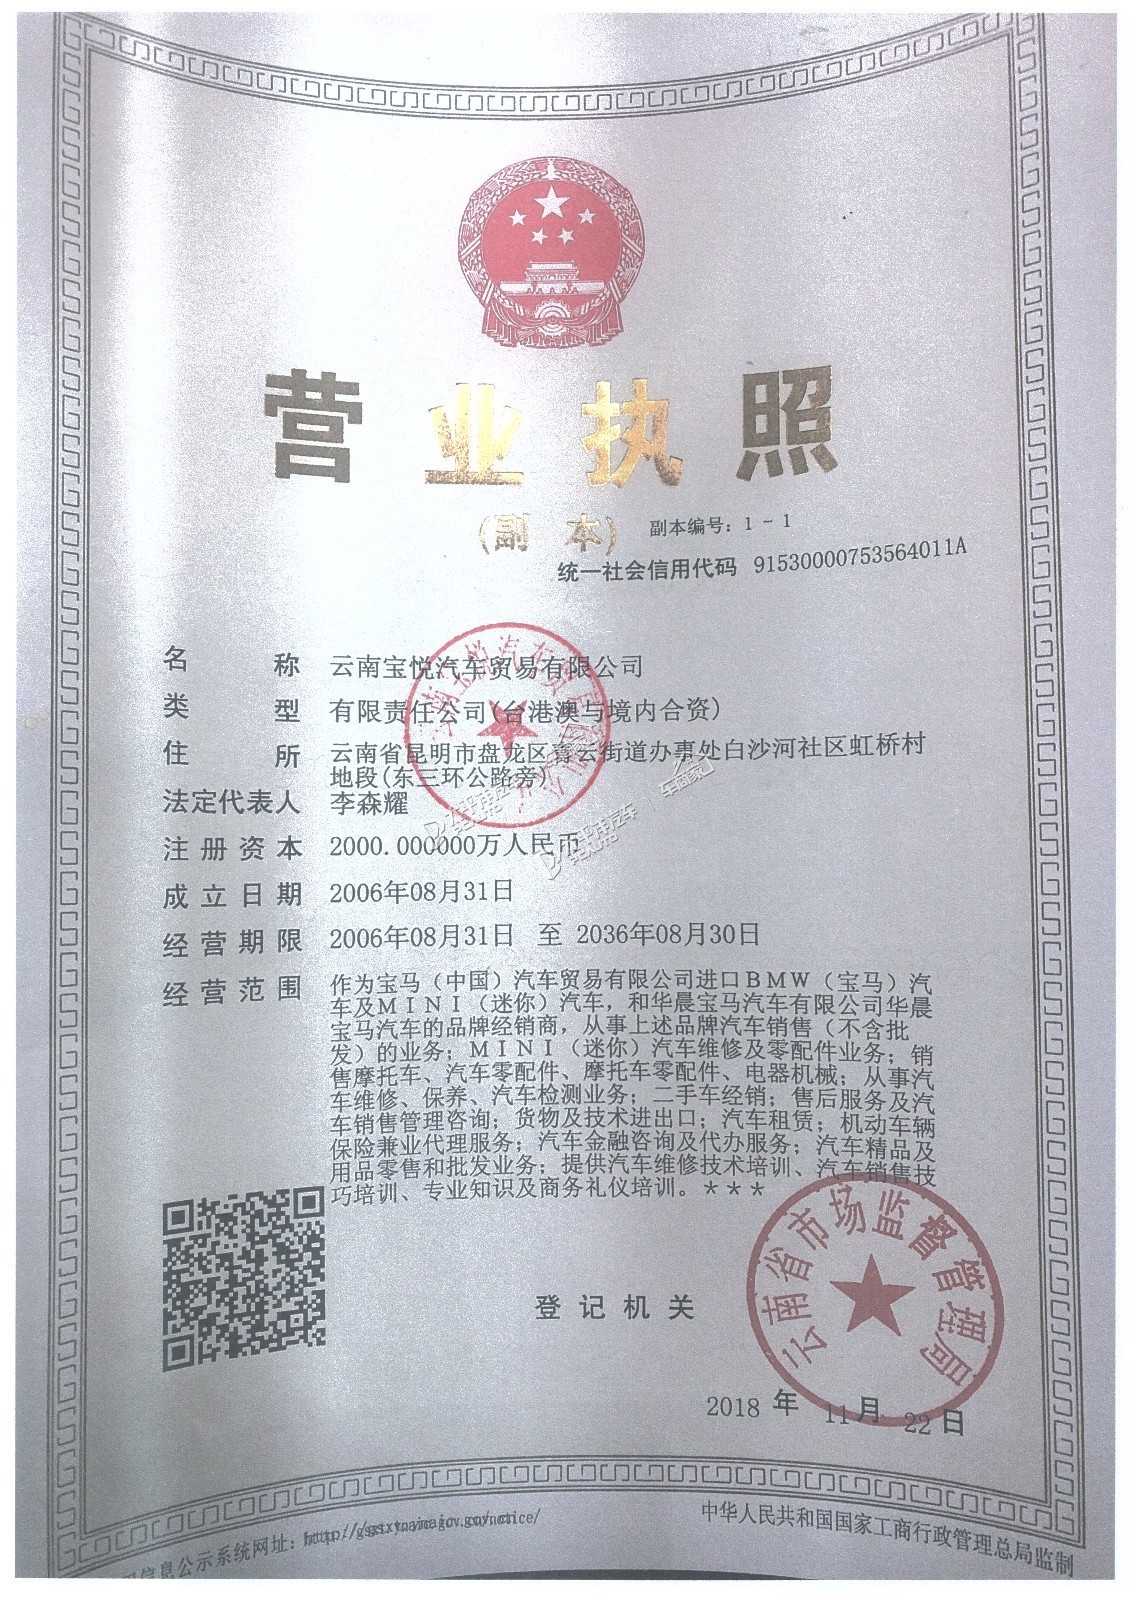 营业执照
(副 本) 副本编号：1 - 1
统一社会信用代码 91530000753564011A
名称 云南宝悦汽车贸易有限公司
类型 有限责任公司(台港澳与境内合资)
住所 云南省昆明市盘龙区青云街道办事处白沙河社区虹桥村
地段(东三环公路旁)
法定代表人 李森耀
注册资本 2000.000000万人民币
成立日期 2006年08月31日
经营期限 2006年08月31日 至 2036年08月30日
经营范围 作为宝马（中国）汽车贸易有限公司进口BMW（宝马）汽
车及MINI（迷你）汽车，和华晨宝马汽车有限公司华晨
宝马汽车的品牌经销商，从事上述品牌汽车销售（不含批
发）的业务；MINI（迷你）汽车维修及零配件业务；销
售摩托车、汽车零配件、摩托车零配件、电器机械；从事汽
车维修、保养、汽车检测业务；二手车经销；售后服务及汽
车销售管理咨询；货物及技术进出口；汽车租赁；机动车辆
保险兼业代理服务；汽车金融咨询及代办服务；汽车精品及
用品零售和批发业务；提供汽车维修技术培训、汽车销售技
巧培训、专业知识及商务礼仪培训。***
登记机关
云南省市场监督管理局
2018 年 11 月 22 日
信息公示系统网址：
中华人民共和国国家工商行政管理总局监制